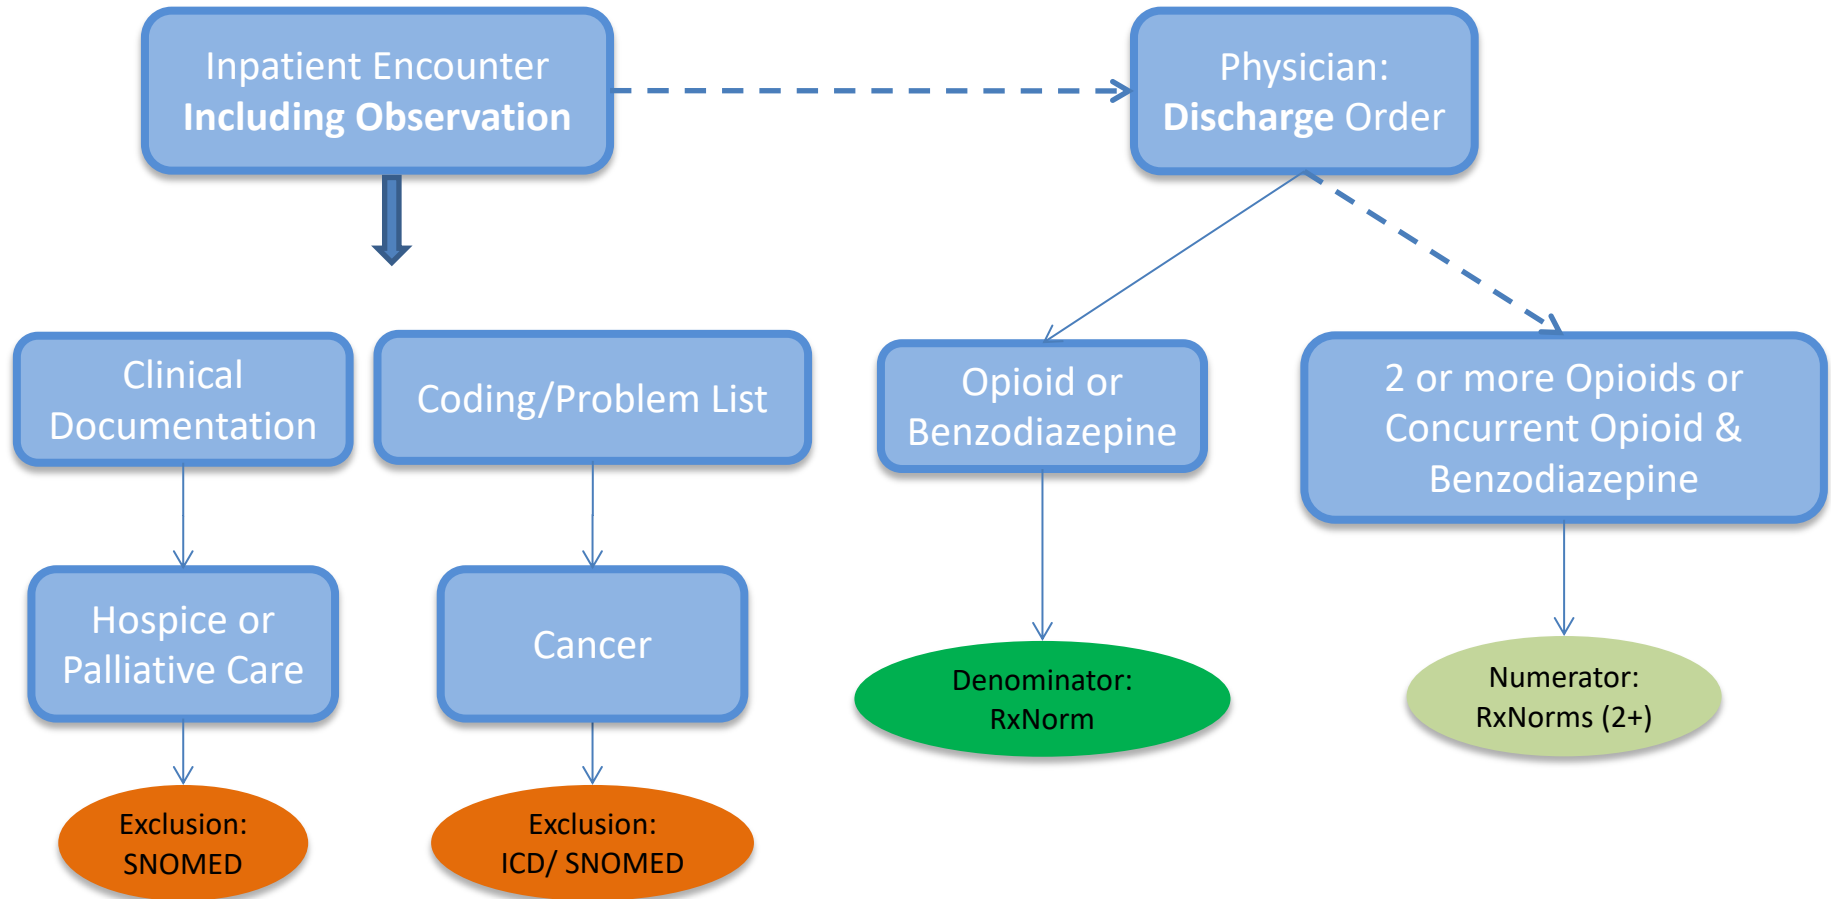 Inpatient Encounter
Including Observation
Physician:
Discharge Order
Clinical
Documentation
Coding/Problem List
Opioid or
Benzodiazepine
2 or more Opioids or
Concurrent Opioid &
Benzodiazepine
Hospice or
Palliative Care
Cancer
Denominator:
RxNorm
Numerator:
RxNorms (2+)
Exclusion:
SNOMED
Exclusion:
ICD/ SNOMED